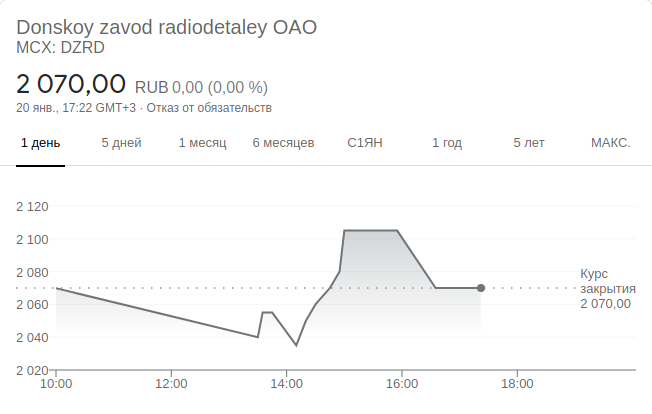 Donskoy zavod radiodetaley OAO
MCX: DZRD
2 070,00 RUB 0,00 (0,00 %)
20 янв., 17:22 GMT+3 · Отказ от обязательств
1 день 5 дней 1 месяц 6 месяцев С1ЯН 1 год 5 лет МАКС.
2 120
2 100
2 080
2 060
2 040
2 020
Курс
закрытия
2 070,00
10:00 12:00 14:00 16:00 18:00